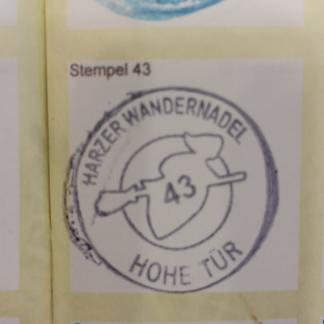 Stempel 43
HARZER WANDERNADEL
43
HOHE TÜR